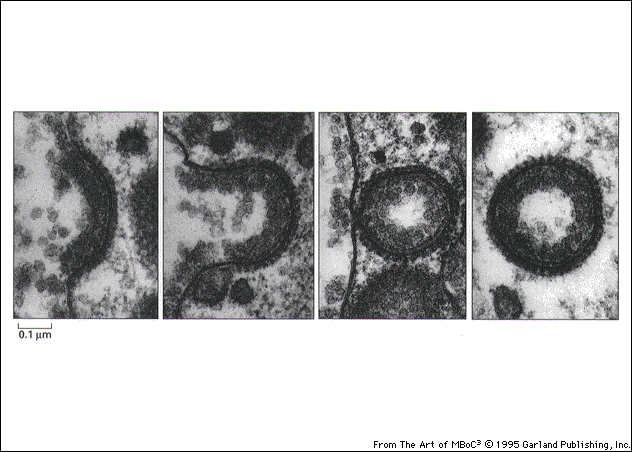 0.1 µm
From The Art of MBoC³ © 1995 Garland Publishing, Inc.